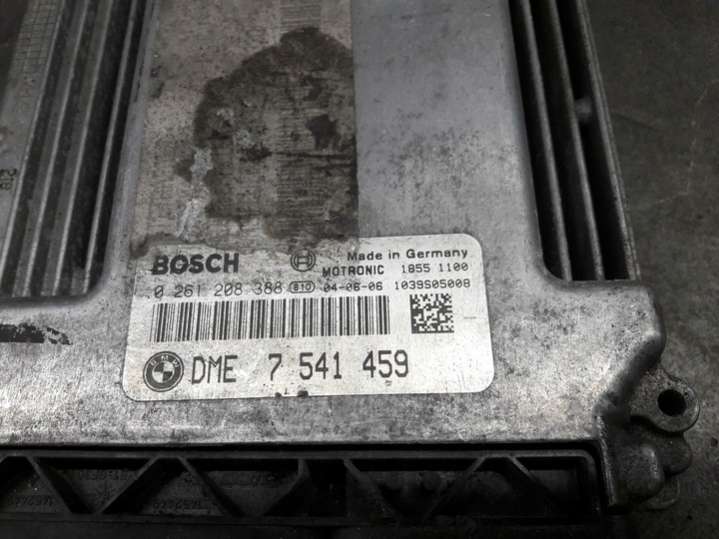 BOSCH Made in Germany
MOTRONIC 1855 1100
0 261 208 388 B10 04-06-06 1039S05008
DME 7 541 459